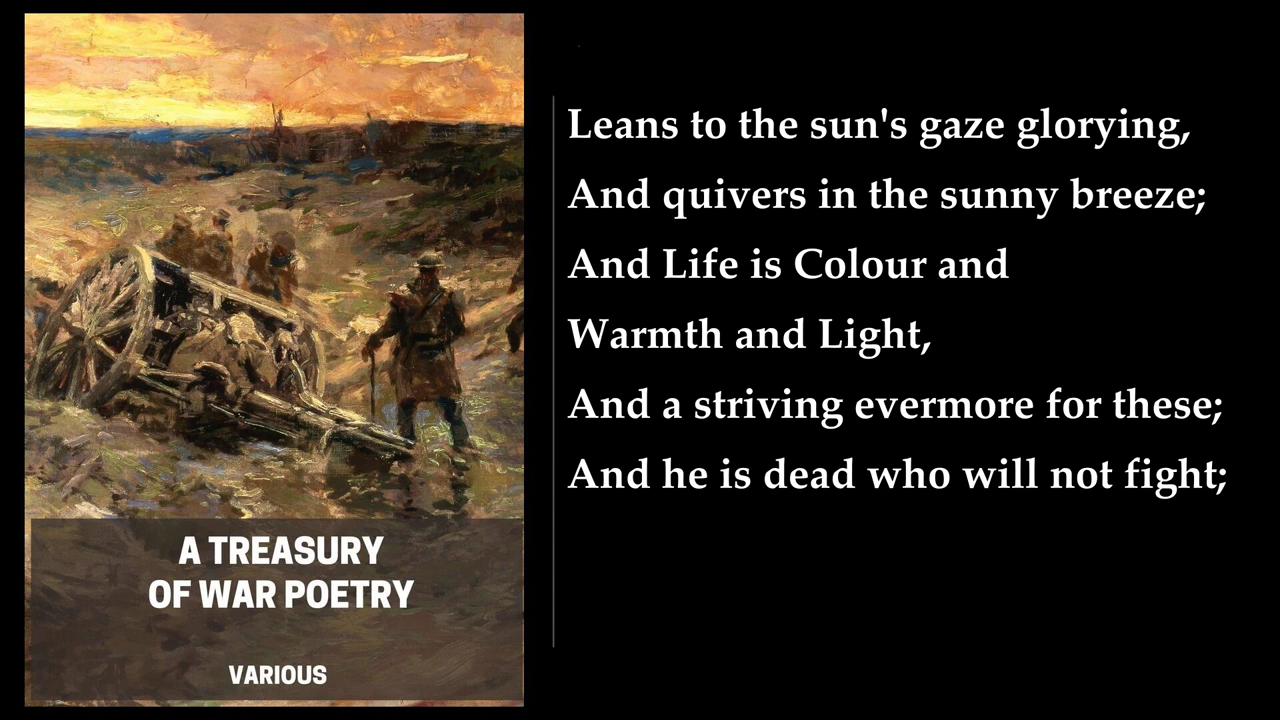 Leans to the sun's gaze glorying,
And quivers in the sunny breeze;
And Life is Colour and
Warmth and Light,
And a striving evermore for these;
And he is dead who will not fight;
A TREASURY
OF WAR POETRY
VARIOUS